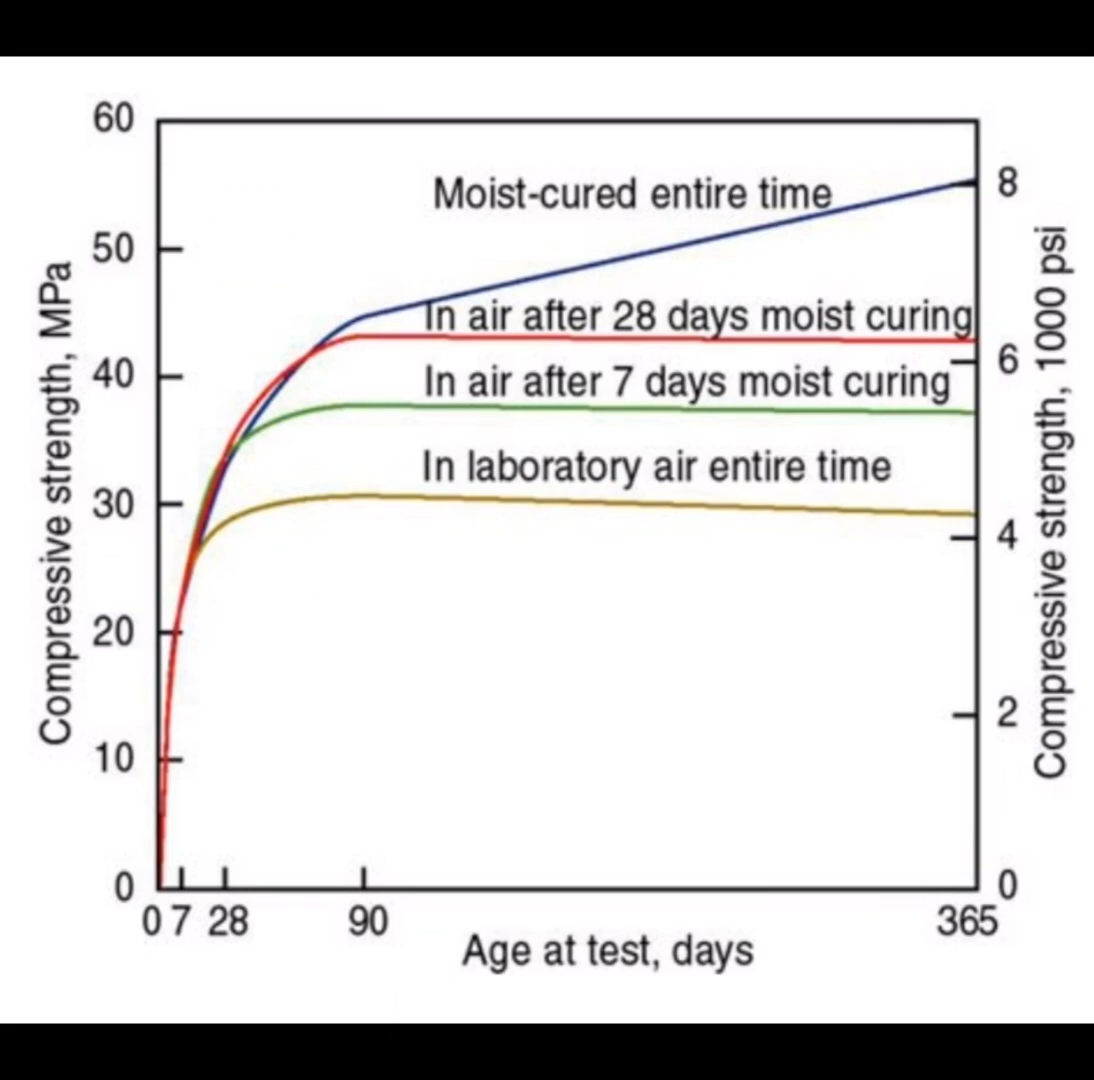 60
50
40
30
20
10
0
Compressive strength, MPa
Moist-cured entire time
In air after 28 days moist curing
In air after 7 days moist curing
In laboratory air entire time
8
6
4
2
0
Compressive strength, 1000 psi
0 7 28 90 365
Age at test, days